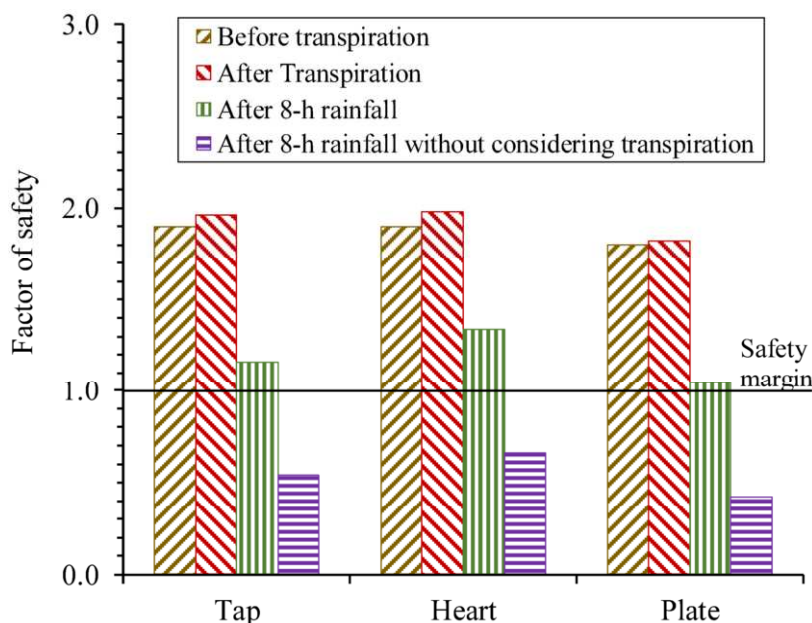 3.0
Before transpiration
After Transpiration
After 8-h rainfall
After 8-h rainfall without considering transpiration
2.0
Factor of safety
Safety
margin
1.0
0.0
Tap
Heart
Plate